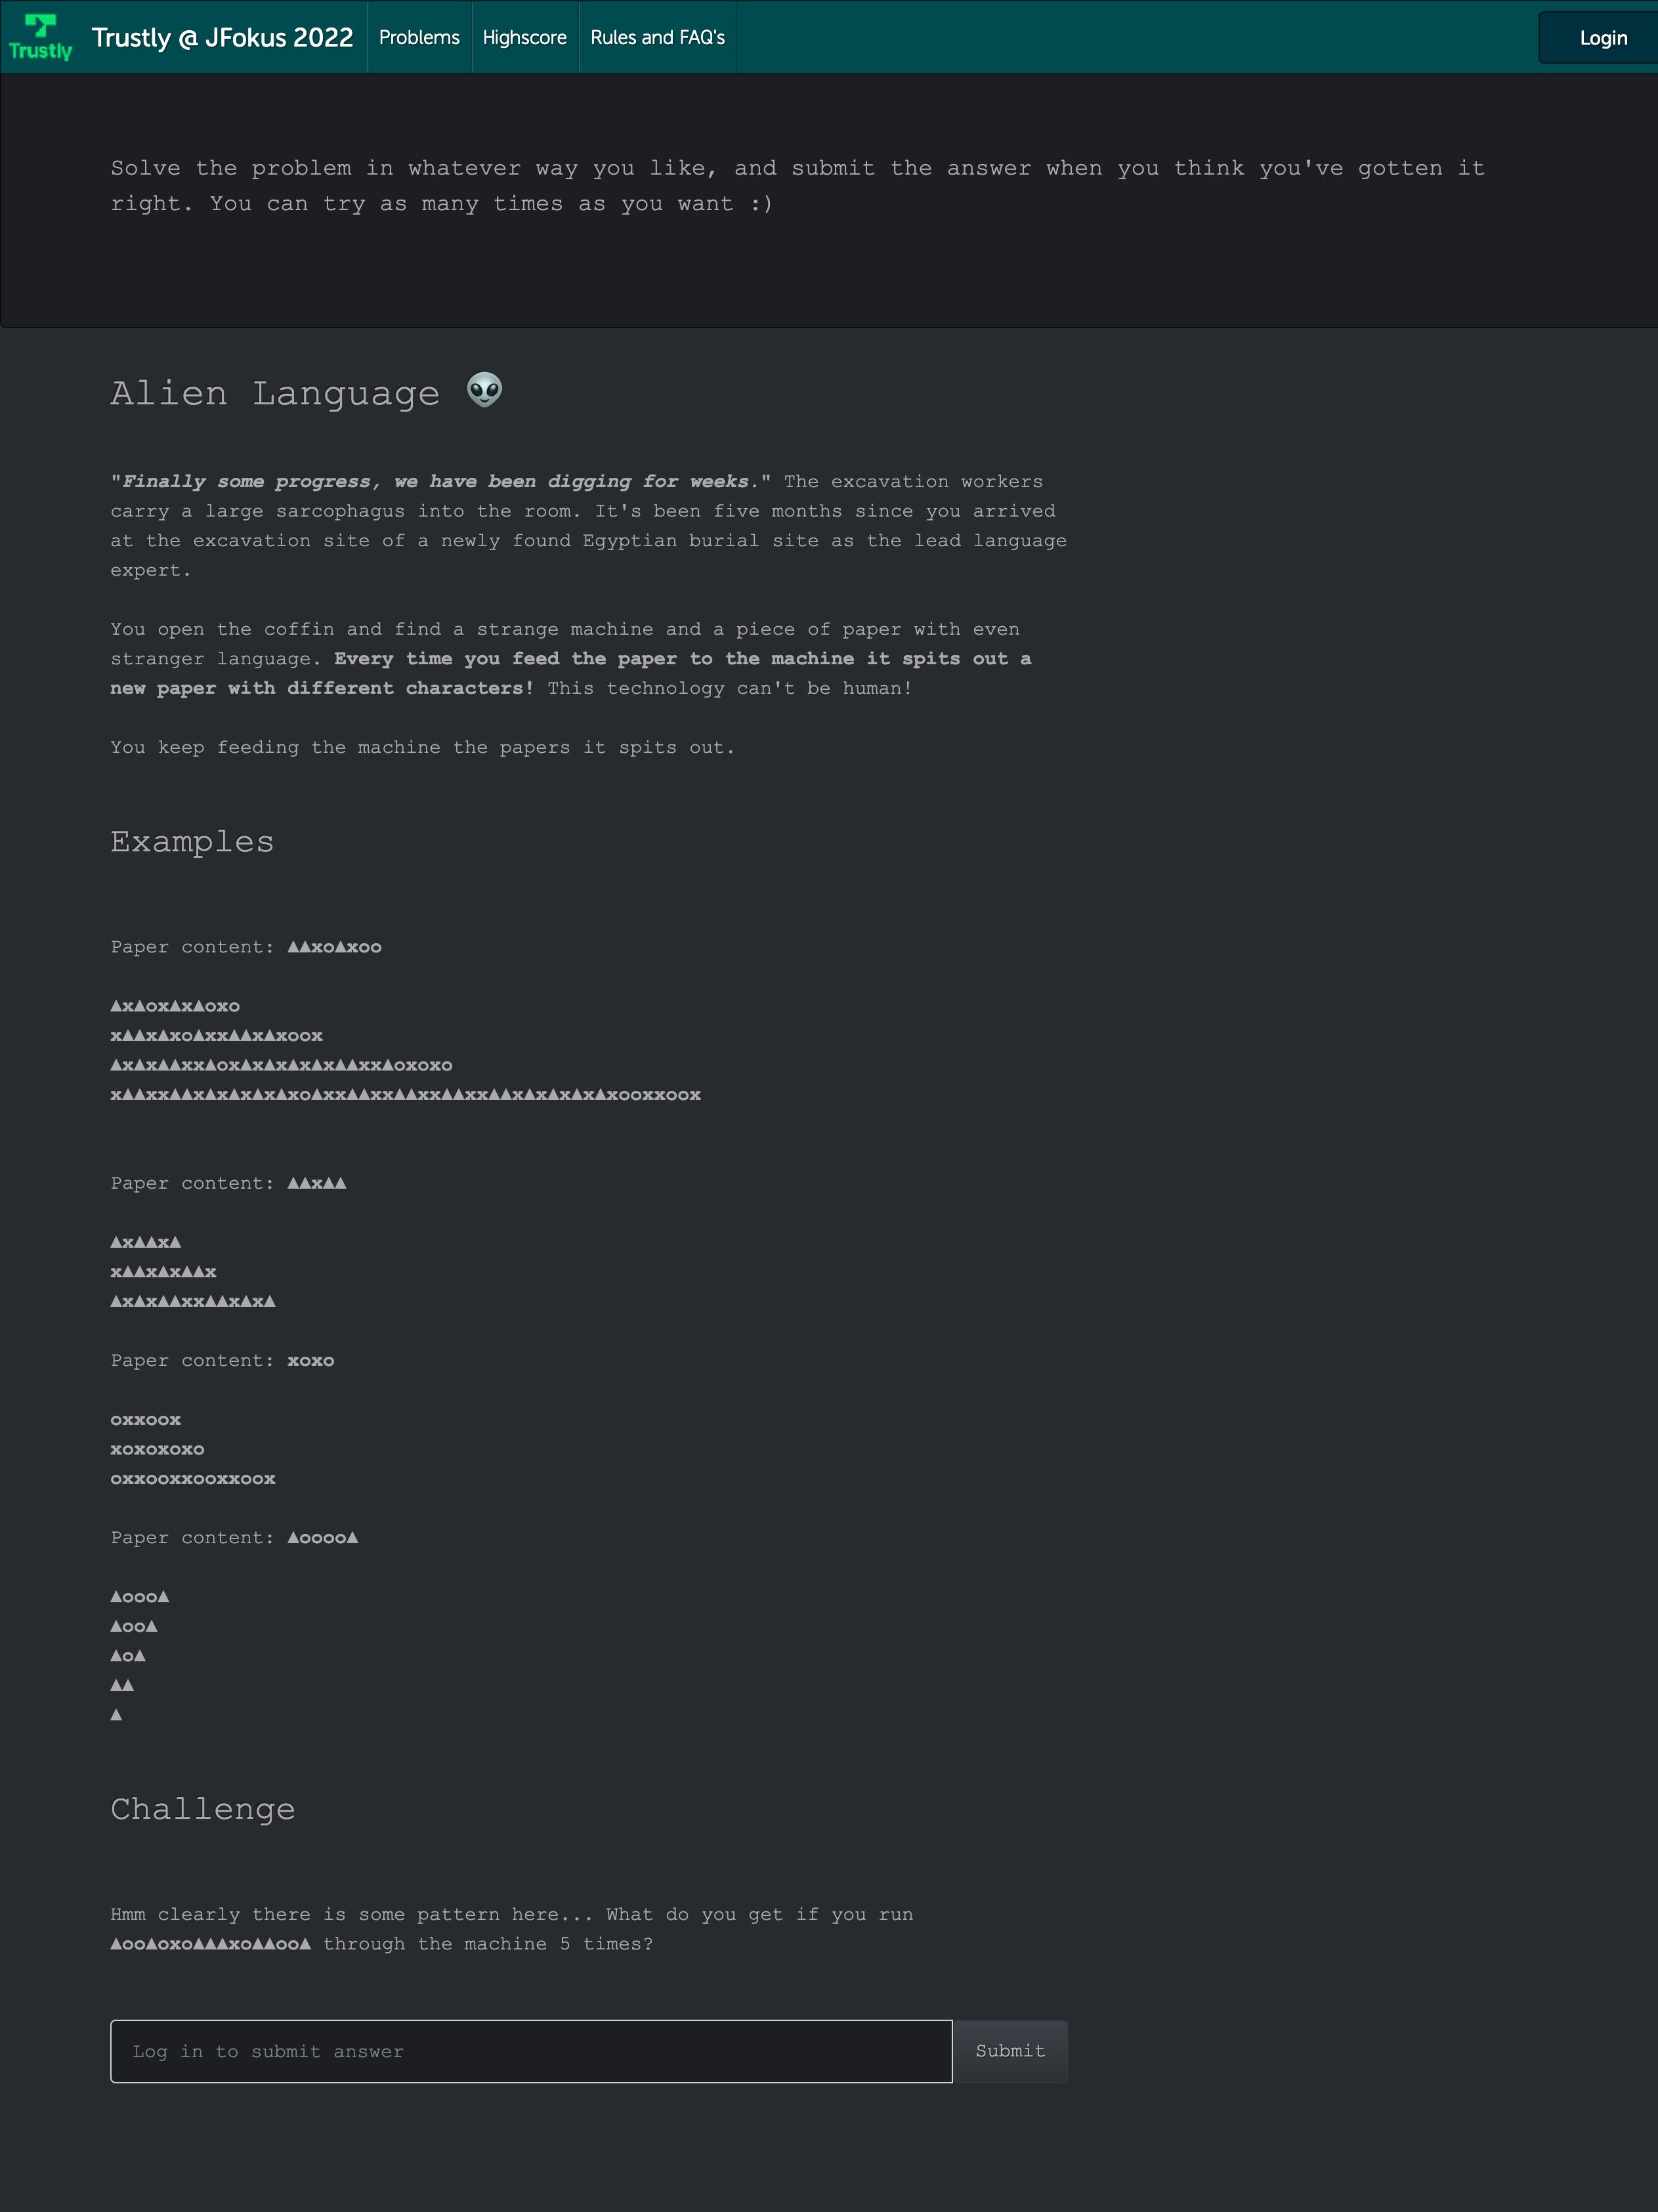 Trustly
Trustly @ JFokus 2022
Problems
Highscore
Rules and FAQ's
Login
Solve the problem in whatever way you like, and submit the answer when you think you've gotten it
right. You can try as many times as you want :)
Alien Language 👽
"Finally some progress, we have been digging for weeks." The excavation workers
carry a large sarcophagus into the room. It's been five months since you arrived
at the excavation site of a newly found Egyptian burial site as the lead language
expert.
You open the coffin and find a strange machine and a piece of paper with even
stranger language. Every time you feed the paper to the machine it spits out a
new paper with different characters! This technology can't be human!
You keep feeding the machine the papers it spits out.
Examples
Paper content: ▲▲xo▲xoo
▲x▲ox▲x▲oxo
x▲▲x▲xo▲xx▲▲x▲xoox
▲x▲x▲▲xx▲ox▲x▲x▲x▲x▲▲xx▲oxoxo
x▲▲xx▲▲x▲x▲x▲x▲xo▲xx▲▲xx▲▲xx▲▲xx▲▲x▲x▲x▲x▲xooxxoox
Paper content: ▲▲x▲▲
▲x▲▲x▲
x▲▲x▲x▲▲x
▲x▲x▲▲xx▲▲x▲x▲
Paper content: xoxo
oxxoox
xoxoxoxo
oxxooxxooxxoox
Paper content: ▲oooo▲
▲ooo▲
▲oo▲
▲o▲
▲▲
▲
Challenge
Hmm clearly there is some pattern here... What do you get if you run
▲oo▲oxo▲▲▲xo▲▲oo▲ through the machine 5 times?
Log in to submit answer
Submit